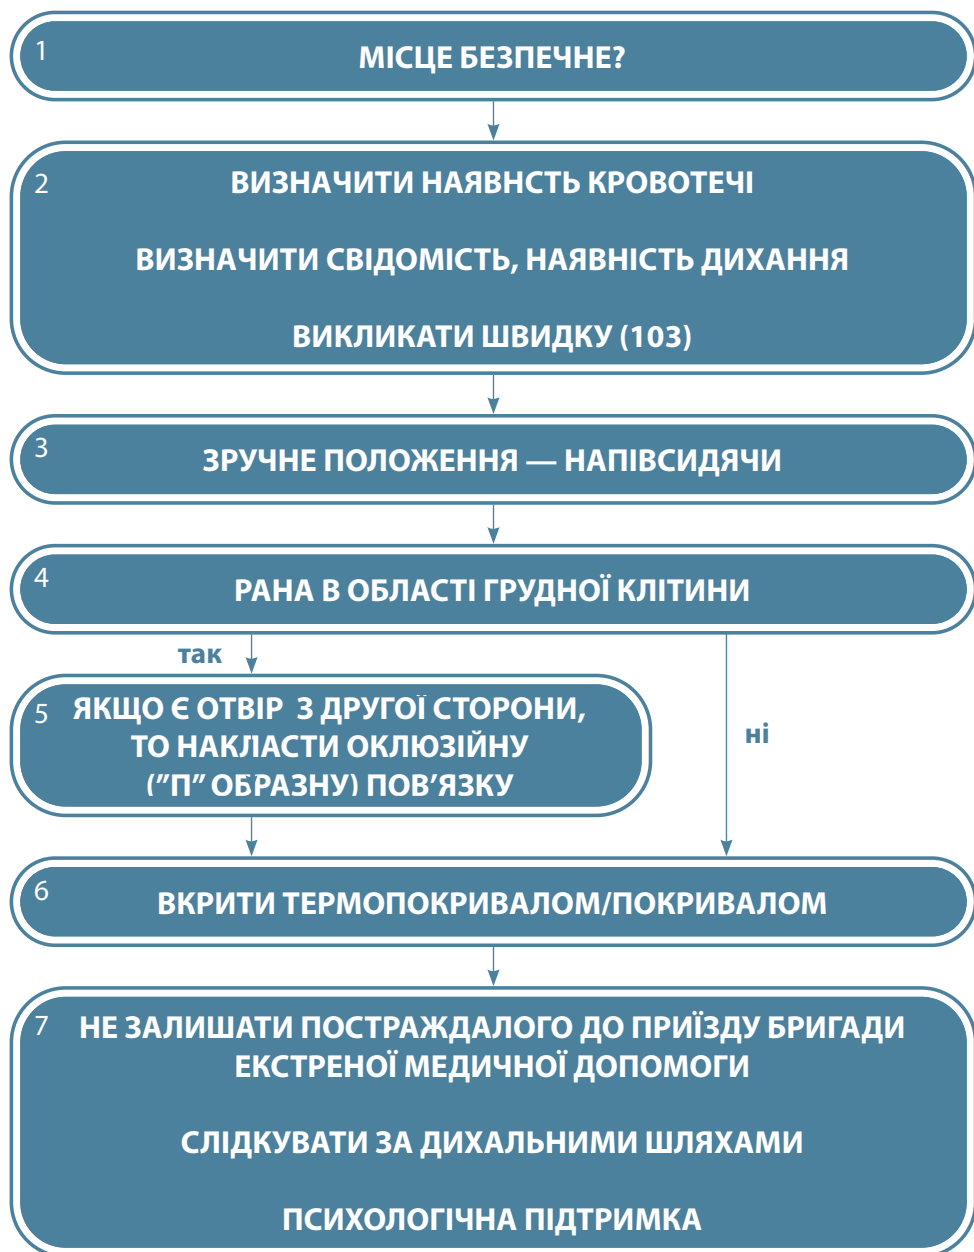 1
МІСЦЕ БЕЗПЕЧНЕ?
2
ВИЗНАЧИТИ НАЯВНСТЬ КРОВОТЕЧІ
ВИЗНАЧИТИ СВІДОМІСТЬ, НАЯВНІСТЬ ДИХАННЯ
ВИКЛИКАТИ ШВИДКУ (103)
3
ЗРУЧНЕ ПОЛОЖЕННЯ — НАПІВСИДЯЧИ
4
РАНА В ОБЛАСТІ ГРУДНОЇ КЛІТИНИ
так
ні
5
ЯКЩО Є ОТВІР З ДРУГОЇ СТОРОНИ,
ТО НАКЛАСТИ ОКЛЮЗІЙНУ
("П" ОБРАЗНУ) ПОВ’ЯЗКУ
6
ВКРИТИ ТЕРМОПОКРИВАЛОМ/ПОКРИВАЛОМ
7
НЕ ЗАЛИШАТИ ПОСТРАЖДАЛОГО ДО ПРИЇЗДУ БРИГАДИ
ЕКСТРЕНОЇ МЕДИЧНОЇ ДОПОМОГИ
СЛІДКУВАТИ ЗА ДИХАЛЬНИМИ ШЛЯХАМИ
ПСИХОЛОГІЧНА ПІДТРИМКА